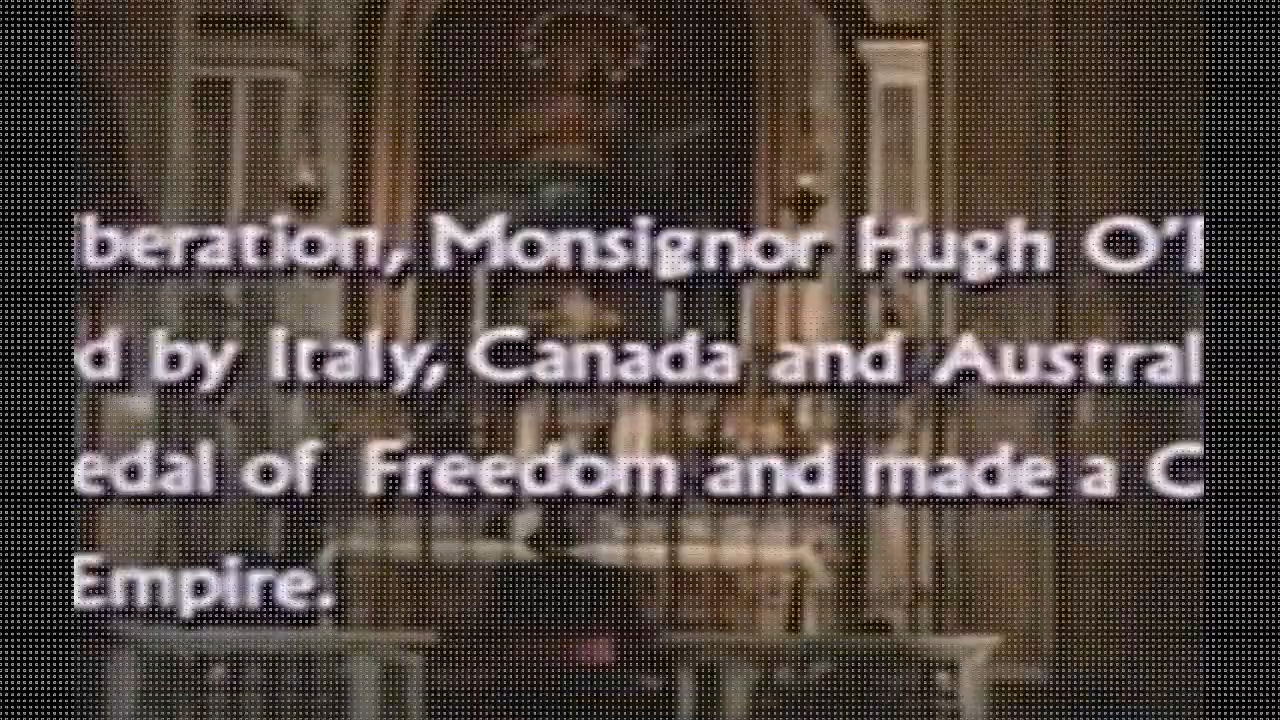 beration, Monsignor Hugh O'
d by Italy, Canada and Austral
edal of Freedom and made a C
Empire.